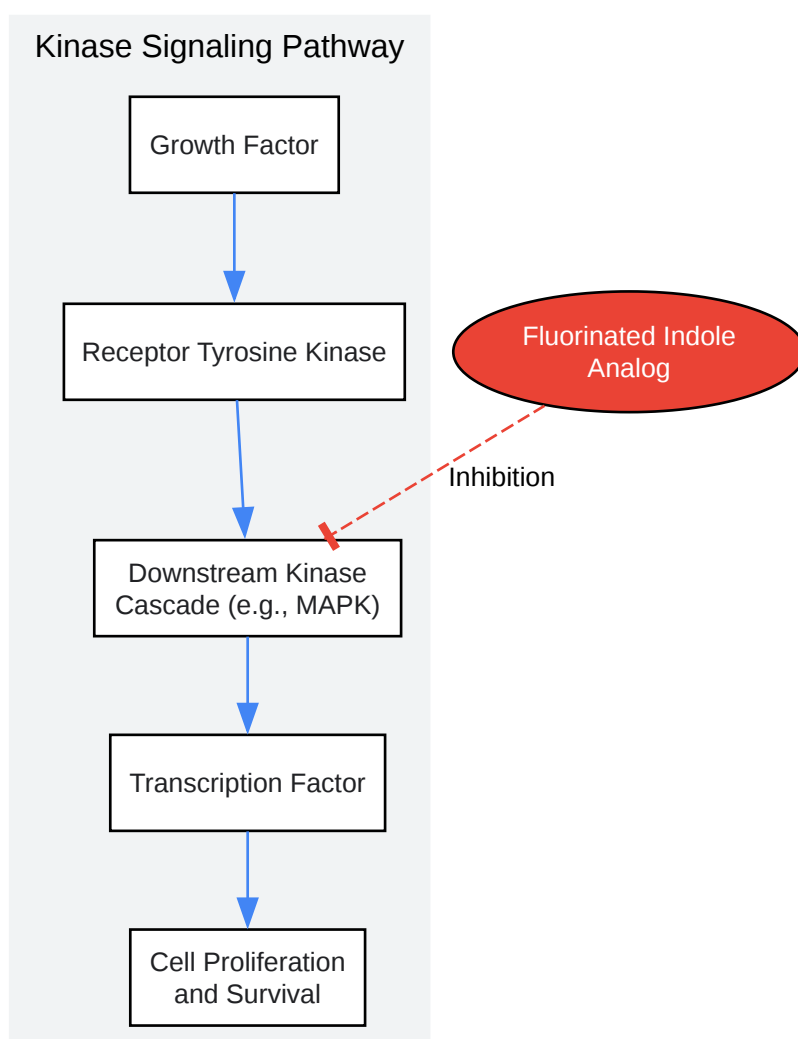 Kinase Signaling Pathway
Growth Factor
Receptor Tyrosine Kinase
Fluorinated Indole
Analog
Inhibition
Downstream Kinase
Cascade (e.g., MAPK)
Transcription Factor
Cell Proliferation
and Survival